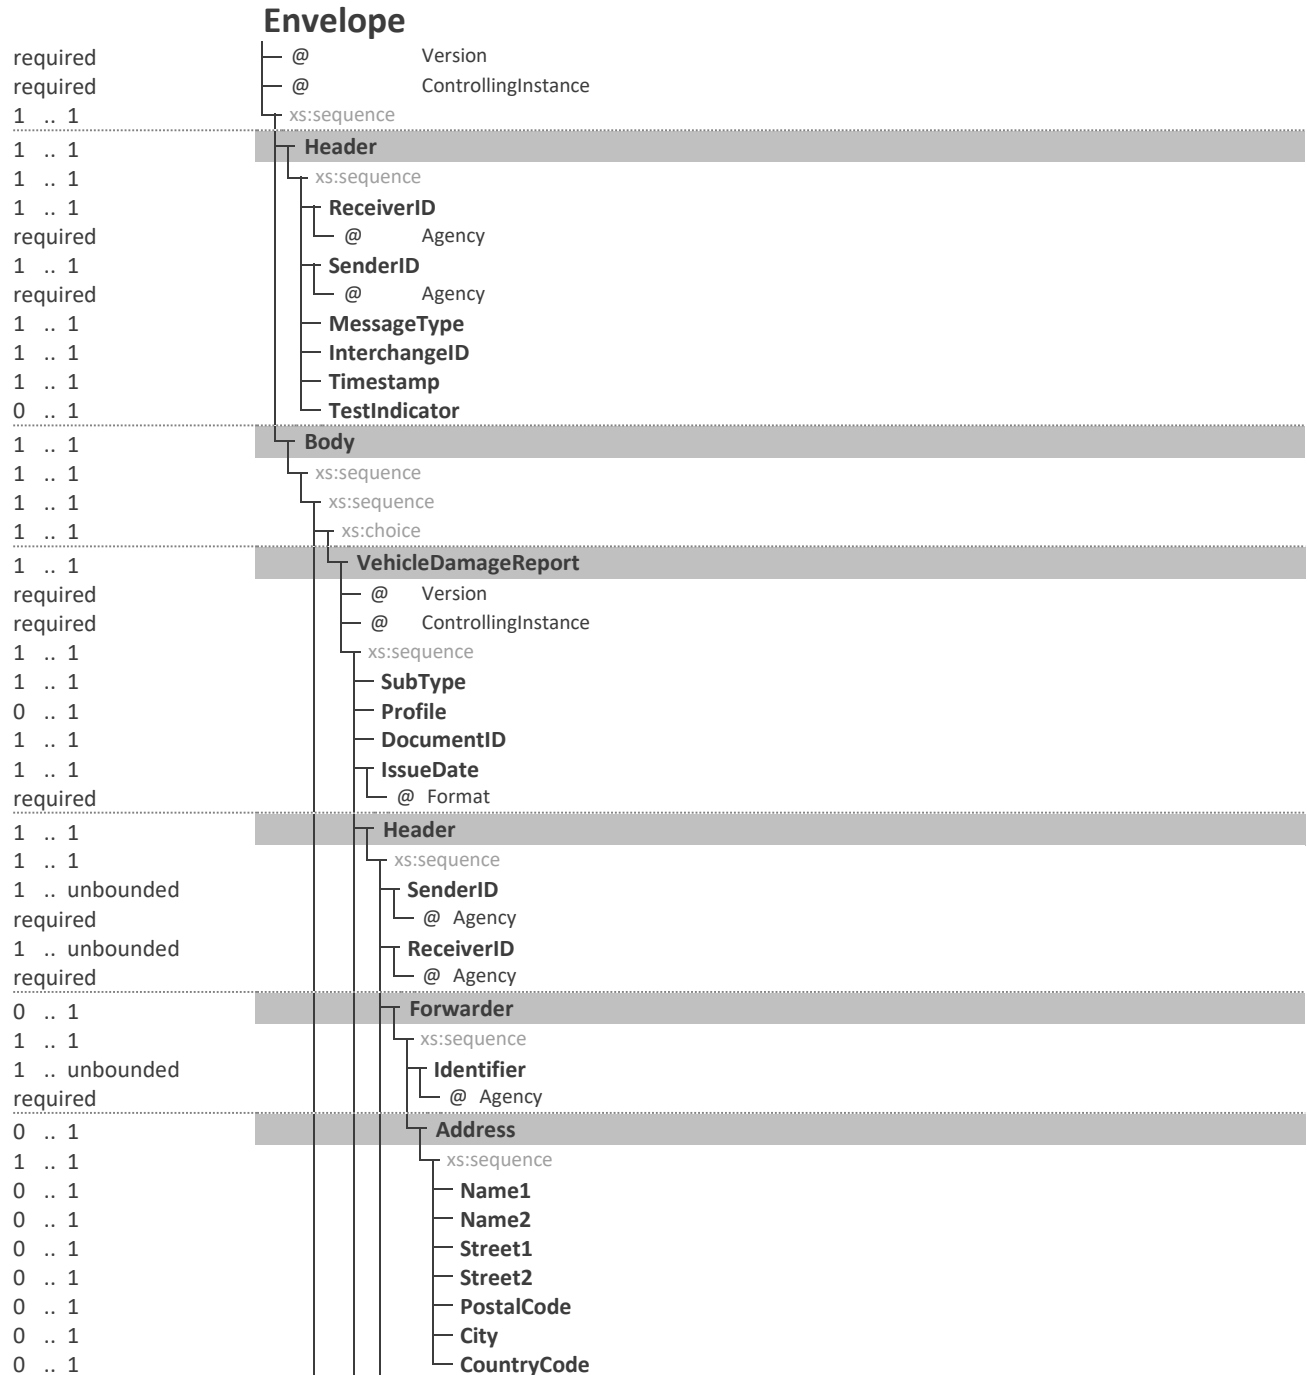 Envelope
required @ Version
required @ ControllingInstance
1 .. 1 xs:sequence
1 .. 1 Header
1 .. 1 xs:sequence
1 .. 1 ReceiverID
required @ Agency
1 .. 1 SenderID
required @ Agency
1 .. 1 MessageType
1 .. 1 InterchangeID
1 .. 1 Timestamp
0 .. 1 TestIndicator
1 .. 1 Body
1 .. 1 xs:sequence
1 .. 1 xs:sequence
1 .. 1 xs:choice
1 .. 1 VehicleDamageReport
required @ Version
required @ ControllingInstance
1 .. 1 xs:sequence
1 .. 1 SubType
0 .. 1 Profile
1 .. 1 DocumentID
1 .. 1 IssueDate
required @ Format
1 .. 1 Header
1 .. 1 xs:sequence
1 .. unbounded SenderID
required @ Agency
1 .. unbounded ReceiverID
required @ Agency
0 .. 1 Forwarder
1 .. 1 xs:sequence
1 .. unbounded Identifier
required @ Agency
0 .. 1 Address
1 .. 1 xs:sequence
0 .. 1 Name1
0 .. 1 Name2
0 .. 1 Street1
0 .. 1 Street2
0 .. 1 PostalCode
0 .. 1 City
0 .. 1 CountryCode